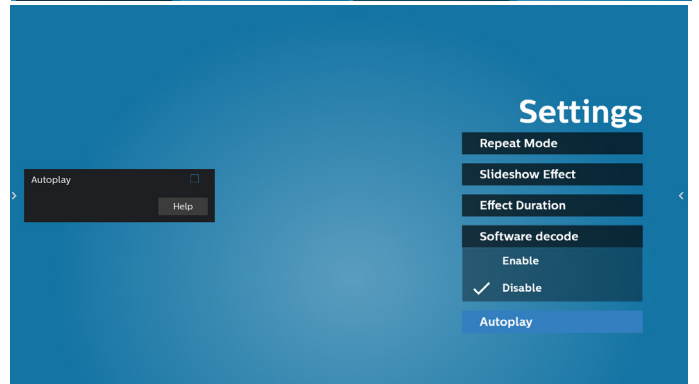 Settings
Repeat Mode
Slideshow Effect
Effect Duration
Software decode
Enable
Disable
Autoplay
Autoplay
Help